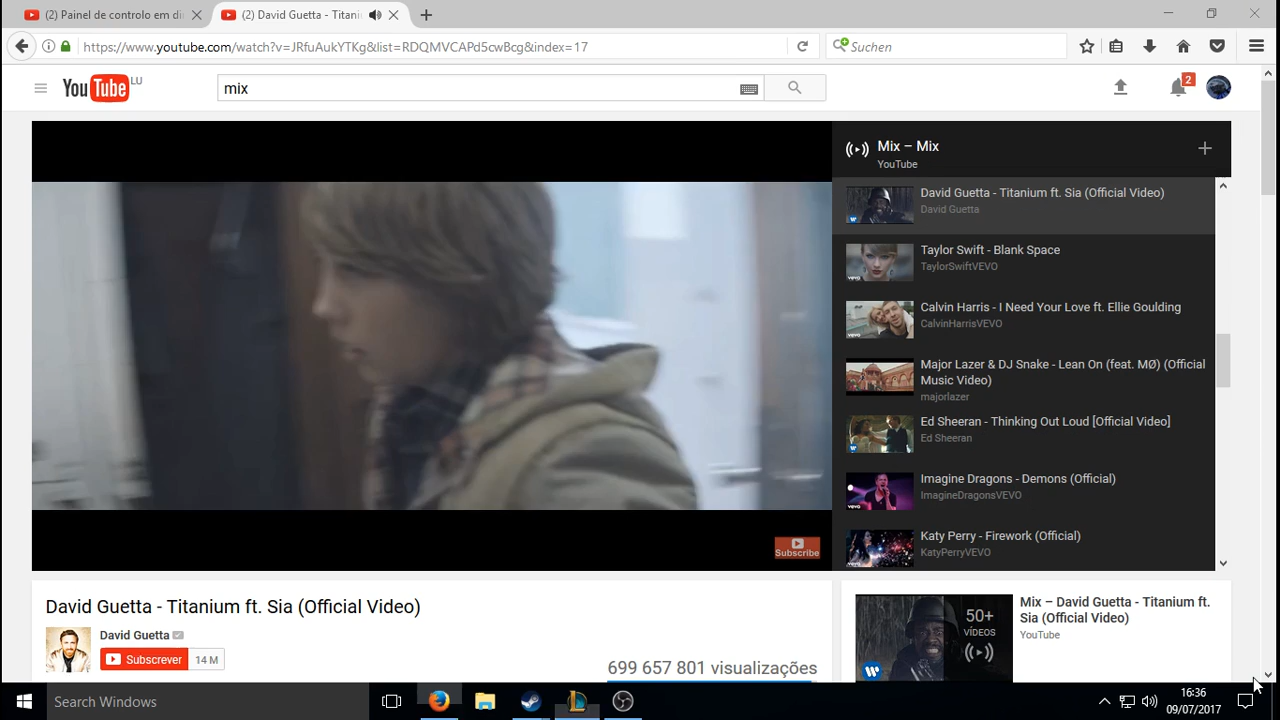 (2) Painel de controlo em di
(2) David Guetta - Titani
https://www.youtube.com/watch?v=JRfuAukYTKg&list=RDQMVCAPd5cwBcg&index=17
Suchen
YouTube LU
mix
2
Mix – Mix
YouTube
David Guetta - Titanium ft. Sia (Official Video)
David Guetta
Taylor Swift - Blank Space
TaylorSwiftVEVO
Calvin Harris - I Need Your Love ft. Ellie Goulding
CalvinHarrisVEVO
Major Lazer & DJ Snake - Lean On (feat. MØ) (Official
Music Video)
majorlazer
Ed Sheeran - Thinking Out Loud [Official Video]
Ed Sheeran
Imagine Dragons - Demons (Official)
ImagineDragonsVEVO
Katy Perry - Firework (Official)
KatyPerryVEVO
Subscribe
David Guetta - Titanium ft. Sia (Official Video)
David Guetta
Subscrever 14 M
699 657 801 visualizações
50+
VÍDEOS
Mix – David Guetta - Titanium ft.
Sia (Official Video)
YouTube
Search Windows
16:36
09/07/2017